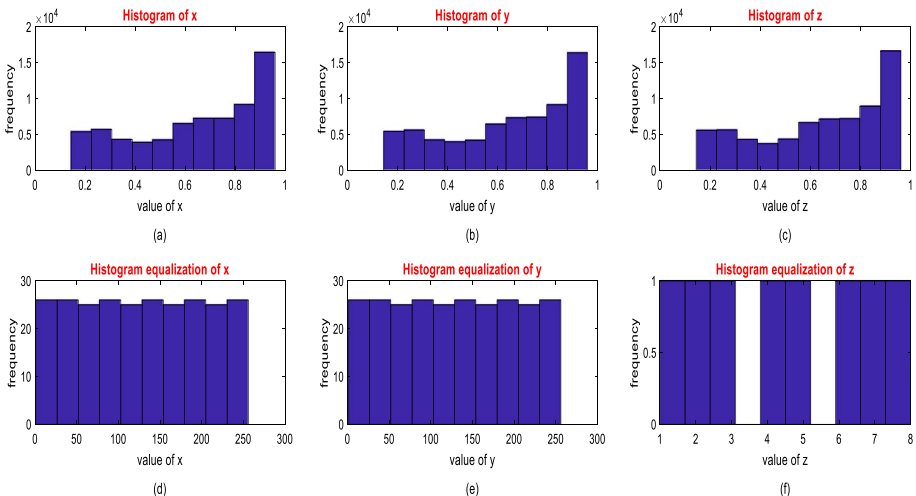 Histogram of x
×10⁴
2
1.5
1
0.5
0
frequency
0 0.2 0.4 0.6 0.8 1
value of x
(a)
Histogram of y
×10⁴
2
1.5
1
0.5
0
frequency
0 0.2 0.4 0.6 0.8 1
value of y
(b)
Histogram of z
×10⁴
2
1.5
1
0.5
0
frequency
0 0.2 0.4 0.6 0.8 1
value of z
(c)
Histogram equalization of x
30
20
10
0
frequency
0 50 100 150 200 250 300
value of x
(d)
Histogram equalization of y
30
20
10
0
frequency
0 50 100 150 200 250 300
value of y
(e)
Histogram equalization of z
1
0.5
0
frequency
1 2 3 4 5 6 7 8
value of z
(f)